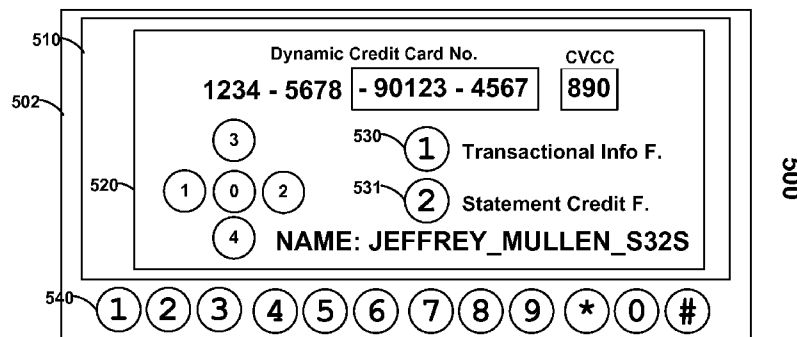 510
Dynamic Credit Card No.
CVCC
1234 - 5678 - 90123 - 4567
890
502
3
530
1
Transactional Info F.
500
520
1
0
2
531
2
Statement Credit F.
4
NAME: JEFFREY_MULLEN_S32S
540
1 2 3 4 5 6 7 8 9 * 0 #